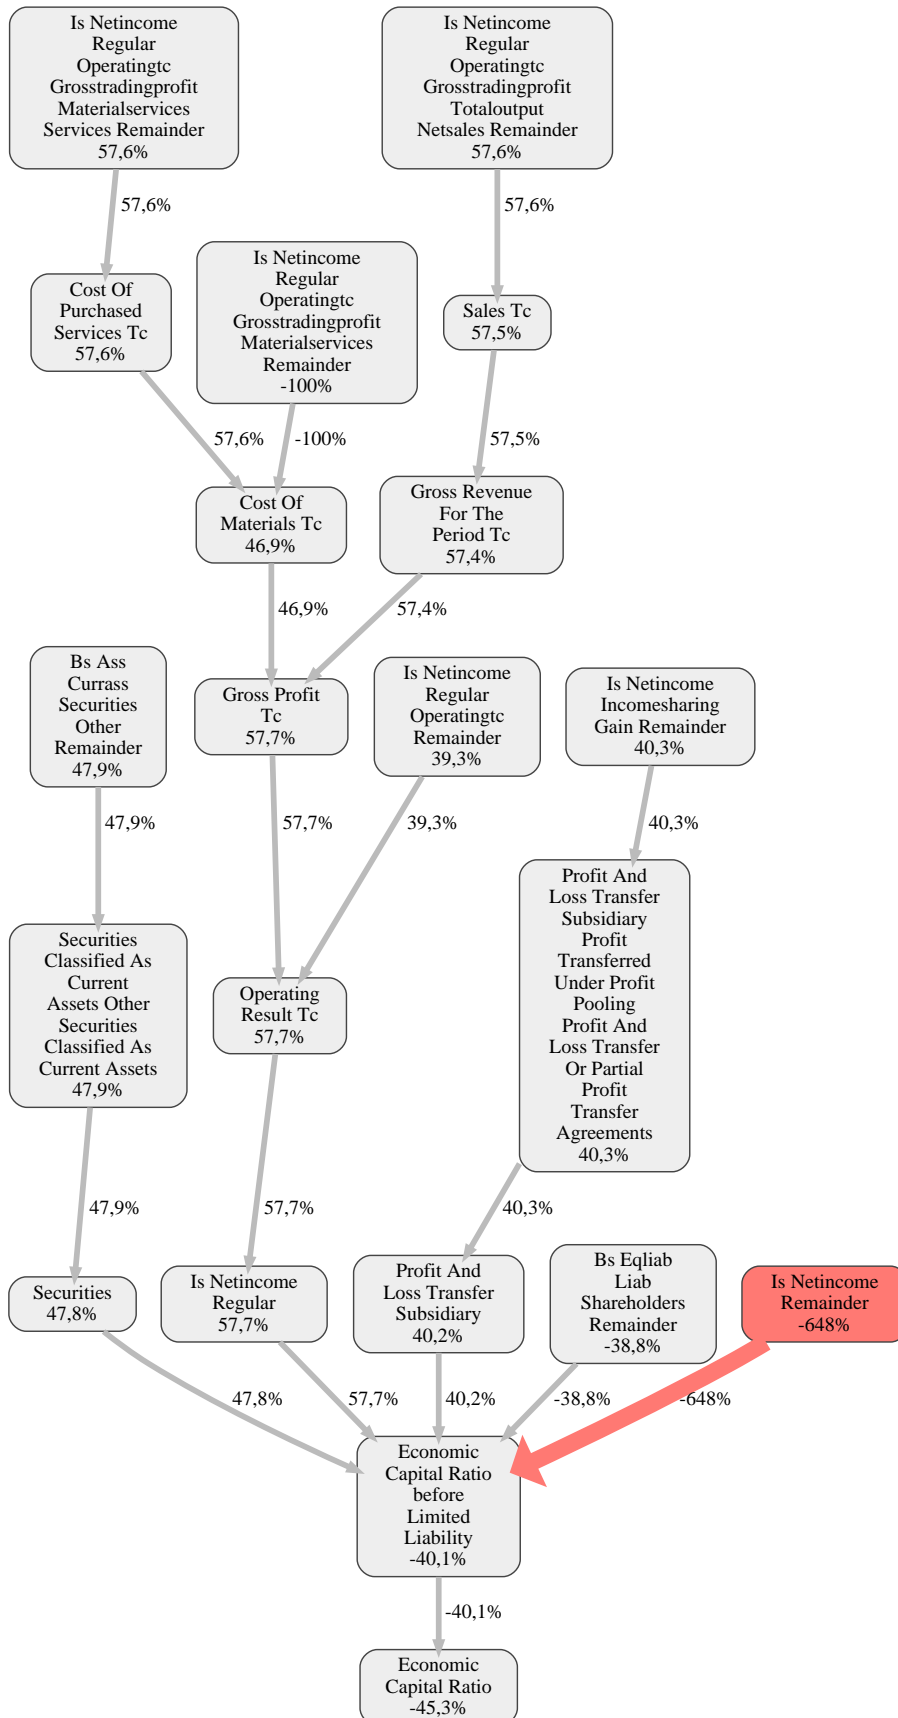 Is Netincome
Regular
Operatingtc
Grosstradingprofit
Materialservices
Services Remainder
57,6%
Is Netincome
Regular
Operatingtc
Grosstradingprofit
Totaloutput
Netsales Remainder
57,6%
57,6%
57,6%
Cost Of
Purchased
Services Tc
57,6%
Is Netincome
Regular
Operatingtc
Grosstradingprofit
Materialservices
Remainder
-100%
Sales Tc
57,5%
57,6%
-100%
57,5%
Cost Of
Materials Tc
46,9%
Gross Revenue
For The
Period Tc
57,4%
46,9%
57,4%
Bs Ass
Currass
Securities
Other
Remainder
47,9%
Gross Profit
Tc
57,7%
Is Netincome
Regular
Operatingtc
Remainder
39,3%
Is Netincome
Incomesharing
Gain Remainder
40,3%
47,9%
57,7%
39,3%
40,3%
Securities
Classified As
Current
Assets Other
Securities
Classified As
Current Assets
47,9%
Operating
Result Tc
57,7%
Profit And
Loss Transfer
Subsidiary
Profit
Transferred
Under Profit
Pooling
Profit And
Loss Transfer
Or Partial
Profit
Transfer
Agreements
40,3%
47,9%
57,7%
40,3%
Securities
47,8%
Is Netincome
Regular
57,7%
Profit And
Loss Transfer
Subsidiary
40,2%
Bs Eqliab
Liab
Shareholders
Remainder
-38,8%
Is Netincome
Remainder
-648%
47,8%
57,7%
40,2%
-38,8%
-648%
Economic
Capital Ratio
before
Limited
Liability
-40,1%
-40,1%
Economic
Capital Ratio
-45,3%